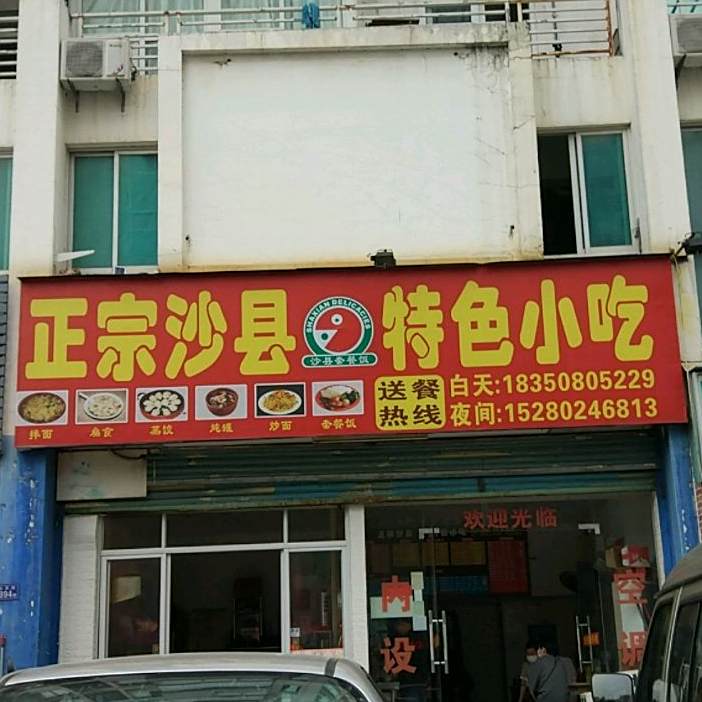 正宗沙县 特色小吃
SHAXIAN DELICACIES
沙县套餐饭
送餐热线
白天:18350805229
夜间:15280246813
拌面 扁食 蒸饺 炖罐 炒面 套餐饭
欢迎光临
内设
空调